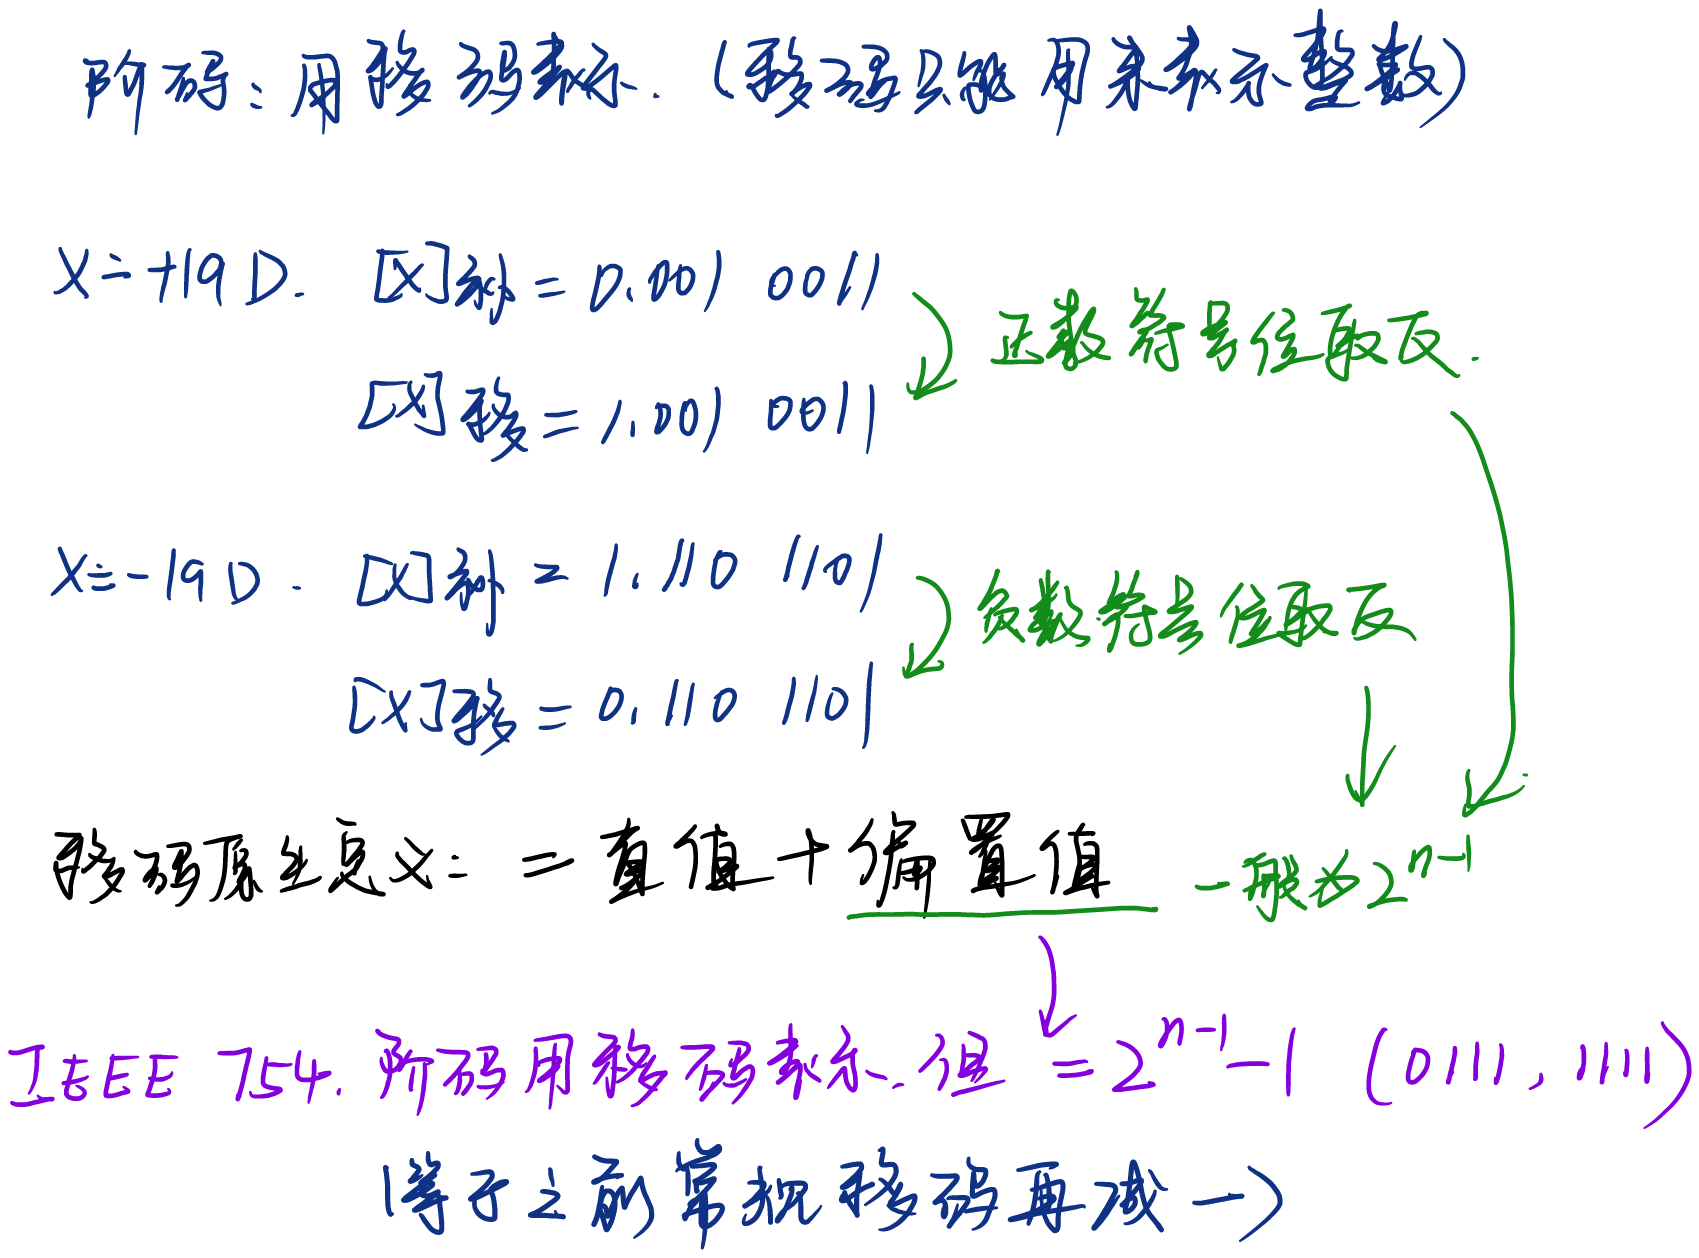 阶码：用移码表示.（移码只能用来表示整数）
X=+19D. [X]补=0.001 0011
正数符号位取反.
[X]移=1.001 0011
X=-19D. [X]补=1.110 1101
负数符号位取反
[X]移=0.110 1101
移码原生定义：=真值+偏置值 一般为2^{n-1}
IEEE 754.阶码用移码表示.但 =2^{n-1}-1 (0111,1111)
(等于之前常规移码再减一)